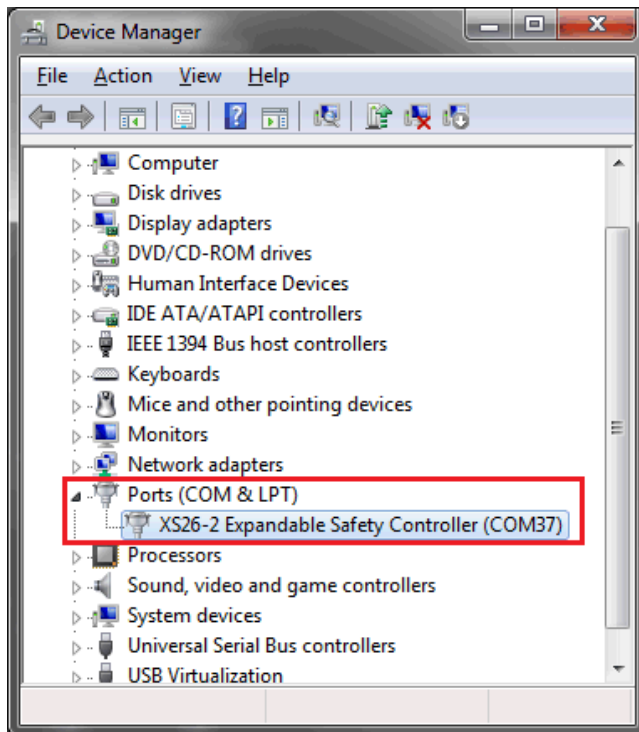 Device Manager
File Action View Help
Computer
Disk drives
Display adapters
DVD/CD-ROM drives
Human Interface Devices
IDE ATA/ATAPI controllers
IEEE 1394 Bus host controllers
Keyboards
Mice and other pointing devices
Monitors
Network adapters
Ports (COM & LPT)
XS26-2 Expandable Safety Controller (COM37)
Processors
Sound, video and game controllers
System devices
Universal Serial Bus controllers
USB Virtualization